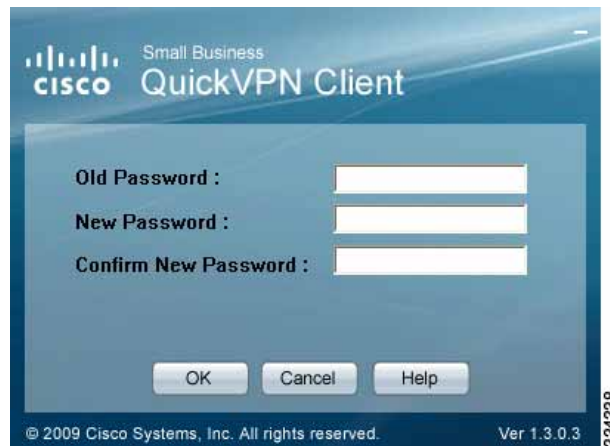 Small Business
CISCO QuickVPN Client
Old Password :
New Password :
Confirm New Password :
OK Cancel Help
© 2009 Cisco Systems, Inc. All rights reserved. Ver 1.3.0.3